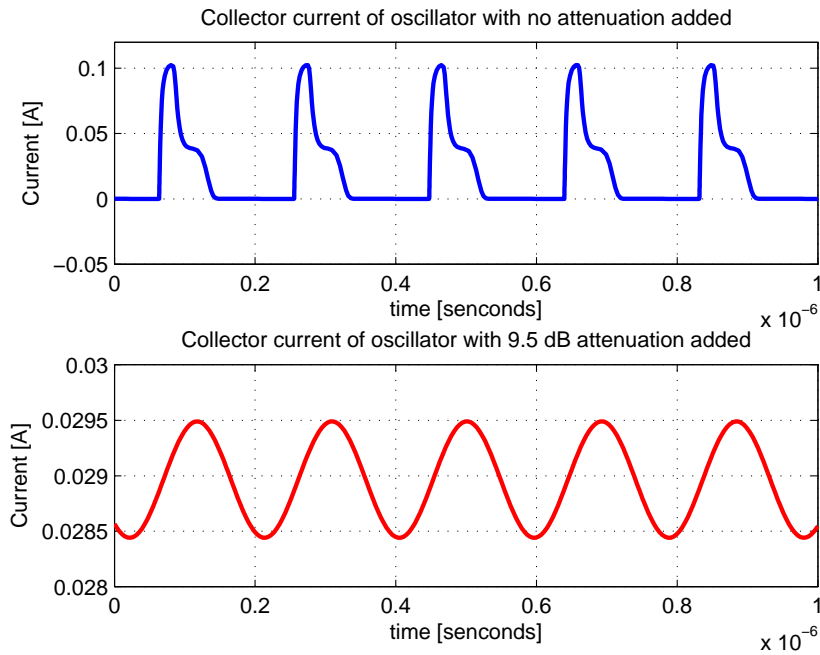 Collector current of oscillator with no attenuation added
0.1
0.05
0
−0.05
Current [A]
0 0.2 0.4 0.6 0.8 1
time [senconds]
x 10⁻⁶
Collector current of oscillator with 9.5 dB attenuation added
0.03
0.0295
0.029
0.0285
0.028
Current [A]
0 0.2 0.4 0.6 0.8 1
time [senconds]
x 10⁻⁶